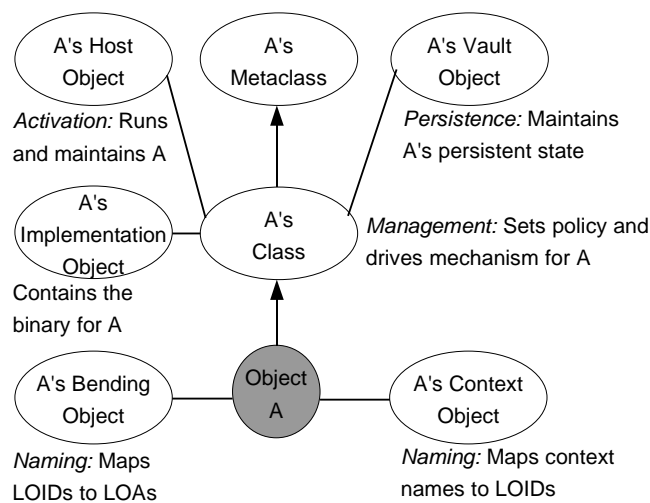 A's Host
Object
A's
Metaclass
A's Vault
Object
Activation: Runs
and maintains A
Persistence: Maintains
A's persistent state
A's
Implementation
Object
A's
Class
Management: Sets policy and
drives mechanism for A
Contains the
binary for A
A's Bending
Object
Object
A
A's Context
Object
Naming: Maps
LOIDs to LOAs
Naming: Maps context
names to LOIDs